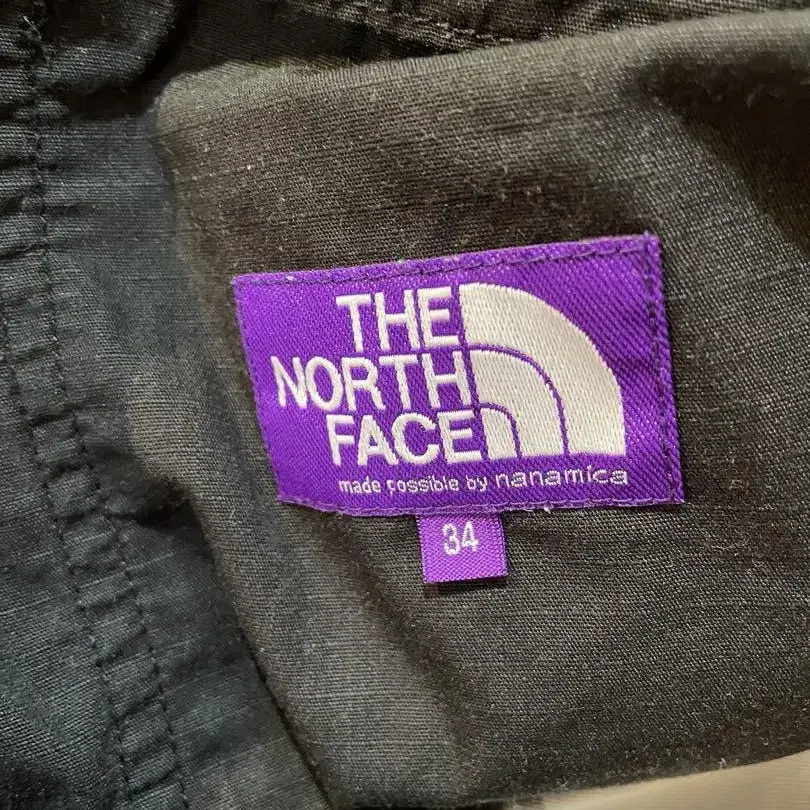 THE
NORTH
FACE
made possible by nanamica
34